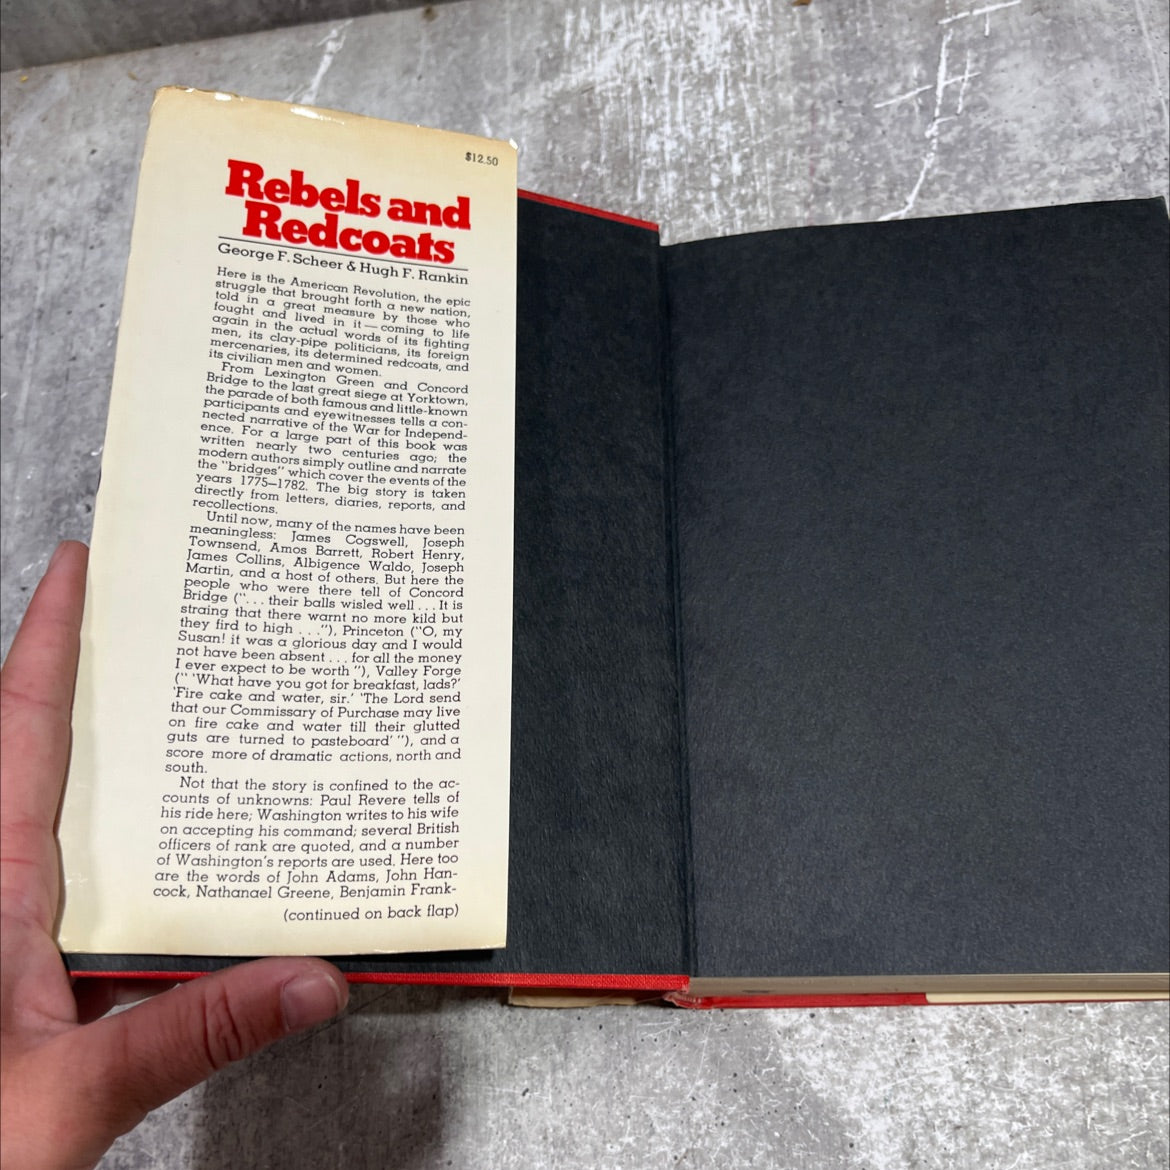 $12.50
Rebels and
Redcoats
George F. Scheer & Hugh F. Rankin
Here is the American Revolution, the epic
struggle that brought forth a new nation,
told in a great measure by those who
fought and lived in it—coming to life
again in the actual words of its fighting
men, its clay-pipe politicians, its foreign
mercenaries, its determined redcoats, and
its civilian men and women.
From Lexington Green and Concord
Bridge to the last great siege at Yorktown,
the parade of both famous and little-known
participants and eyewitnesses tells a con-
nected narrative of the War for Independ-
ence. For a large part of this book was
written nearly two centuries ago; the
modern authors simply outline and narrate
the "bridges" which cover the events of the
years 1775–1782. The big story is taken
directly from letters, diaries, reports, and
recollections.
Until now, many of the names have been
meaningless: James Cogswell, Joseph
Townsend, Amos Barrett, Robert Henry,
James Collins, Albigence Waldo, Joseph
Martin, and a host of others. But here the
people who were there tell of Concord
Bridge (". . . their balls wisled well . . . It is
straing that there warnt no more kild but
they fird to high . . ."), Princeton ("O, my
Susan! it was a glorious day and I would
not have been absent . . . for all the money
I ever expect to be worth"), Valley Forge
(" 'What have you got for breakfast, lads?'
'Fire cake and water, sir.' 'The Lord send
that our Commissary of Purchase may live
on fire cake and water till their glutted
guts are turned to pasteboard' "), and a
score more of dramatic actions, north and
south.
Not that the story is confined to the ac-
counts of unknowns: Paul Revere tells of
his ride here; Washington writes to his wife
on accepting his command; several British
officers of rank are quoted, and a number
of Washington's reports are used. Here too
are the words of John Adams, John Han-
cock, Nathanael Greene, Benjamin Frank-
(continued on back flap)